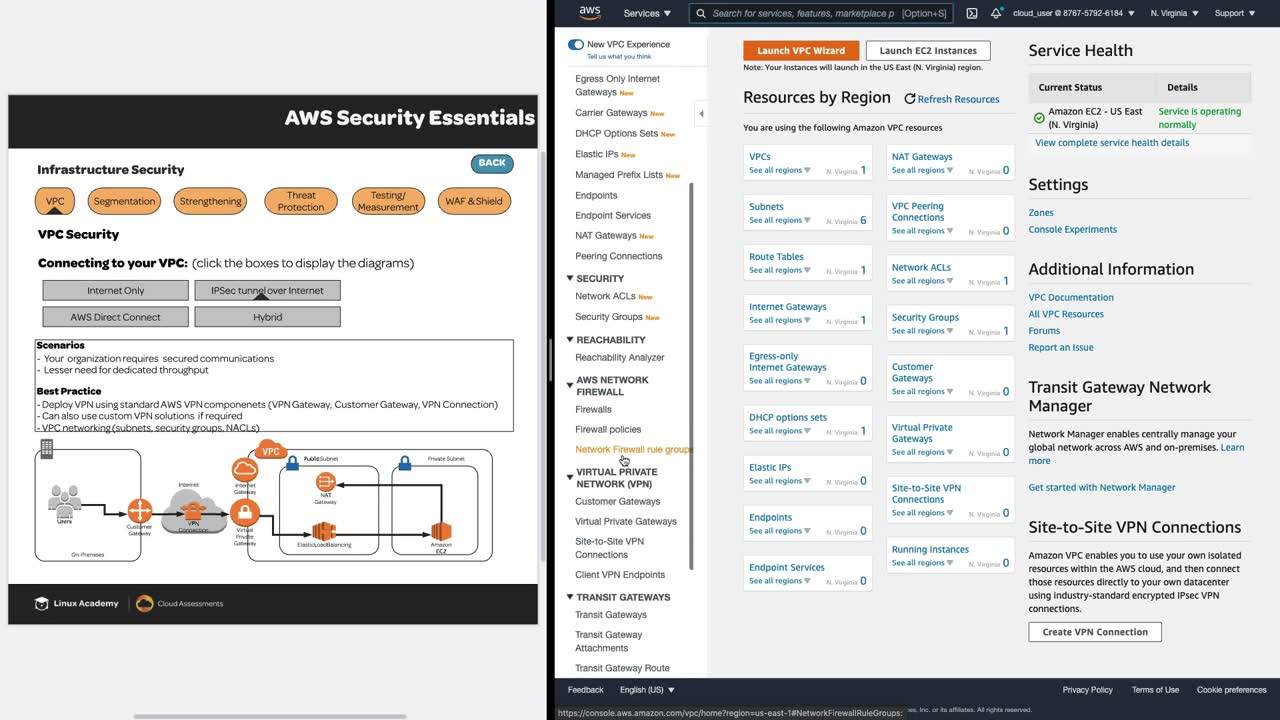 AWS Security Essentials
Infrastructure Security
BACK
VPC
Segmentation
Strengthening
Threat
Protection
Testing/
Measurement
WAF & Shield
VPC Security
Connecting to your VPC: (click the boxes to display the diagrams)
Internet Only
IPSec tunnel over Internet
AWS Direct Connect
Hybrid
Scenarios
- Your organization requires secured communications
- Lesser need for dedicated throughput
Best Practice
- Deploy VPN using standard AWS VPN componemets (VPN Gateway, Customer Gateway, VPN Connection)
- Can also use custom VPN solutions if required
- VPC networking (subnets, security groups, NACLs)
VPC
Public Subnet
Private Subnet
Internet
Internet
Gateway
NAT
Gateway
Users
Customer
Gateway
VPN
Connection
Virtual
Private
Gateway
ElasticLoadBalancing
Amazon
EC2
On-Premises
Linux Academy
Cloud Assessments
aws
Services
Search for services, features, marketplace p
[Option+S]
cloud_user @ 8767-5792-6184
N. Virginia
Support
New VPC Experience
Tell us what you think
Egress Only Internet
Gateways New
Carrier Gateways New
DHCP Options Sets New
Elastic IPs New
Managed Prefix Lists New
Endpoints
Endpoint Services
NAT Gateways New
Peering Connections
SECURITY
Network ACLs New
Security Groups New
REACHABILITY
Reachability Analyzer
AWS NETWORK
FIREWALL
Firewalls
Firewall policies
Network Firewall rule groups
VIRTUAL PRIVATE
NETWORK (VPN)
Customer Gateways
Virtual Private Gateways
Site-to-Site VPN
Connections
Client VPN Endpoints
TRANSIT GATEWAYS
Transit Gateways
Transit Gateway
Attachments
Transit Gateway Route
Launch VPC Wizard
Launch EC2 Instances
Note: Your Instances will launch in the US East (N. Virginia) region.
Resources by Region
Refresh Resources
You are using the following Amazon VPC resources
VPCs
See all regions N. Virginia 1
Subnets
See all regions N. Virginia 6
Route Tables
See all regions N. Virginia 1
Internet Gateways
See all regions N. Virginia 1
Egress-only
Internet Gateways
See all regions N. Virginia 0
DHCP options sets
See all regions N. Virginia 1
Elastic IPs
See all regions N. Virginia 0
Endpoints
See all regions N. Virginia 0
Endpoint Services
See all regions N. Virginia 0
NAT Gateways
See all regions N. Virginia 0
VPC Peering
Connections
See all regions N. Virginia 0
Network ACLs
See all regions N. Virginia 1
Security Groups
See all regions N. Virginia 1
Customer
Gateways
See all regions N. Virginia 0
Virtual Private
Gateways
See all regions N. Virginia 0
Site-to-Site VPN
Connections
See all regions N. Virginia 0
Running Instances
See all regions N. Virginia 0
Service Health
Current Status
Details
Amazon EC2 - US East
(N. Virginia)
Service is operating
normally
View complete service health details
Settings
Zones
Console Experiments
Additional Information
VPC Documentation
All VPC Resources
Forums
Report an Issue
Transit Gateway Network
Manager
Network Manager enables centrally manage your
global network across AWS and on-premises. Learn
more
Get started with Network Manager
Site-to-Site VPN Connections
Amazon VPC enables you to use your own isolated
resources within the AWS cloud, and then connect
those resources directly to your own datacenter
using industry-standard encrypted IPsec VPN
connections.
Create VPN Connection
Feedback
English (US)
Privacy Policy
Terms of Use
Cookie preferences
https://console.aws.amazon.com/vpc/home?region=us-east-1#NetworkFirewallRuleGroups:
Inc. or its affiliates. All rights reserved.